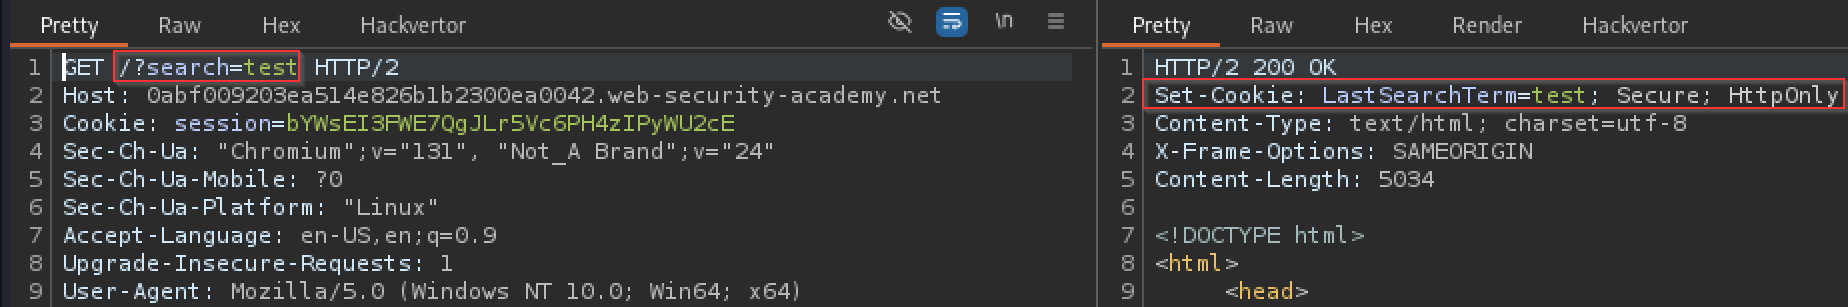 Pretty Raw Hex Hackvertor \n
1 GET /?search=test HTTP/2
2 Host: 0abf009203ea514e826b1b2300ea0042.web-security-academy.net
3 Cookie: session=bYWsEI3FWE7QgJLr5Vc6PH4zIPyWU2cE
4 Sec-Ch-Ua: "Chromium";v="131", "Not_A Brand";v="24"
5 Sec-Ch-Ua-Mobile: ?0
6 Sec-Ch-Ua-Platform: "Linux"
7 Accept-Language: en-US,en;q=0.9
8 Upgrade-Insecure-Requests: 1
9 User-Agent: Mozilla/5.0 (Windows NT 10.0; Win64; x64)
Pretty Raw Hex Render Hackvertor
1 HTTP/2 200 OK
2 Set-Cookie: LastSearchTerm=test; Secure; HttpOnly
3 Content-Type: text/html; charset=utf-8
4 X-Frame-Options: SAMEORIGIN
5 Content-Length: 5034
6
7 <!DOCTYPE html>
8 <html>
9 <head>